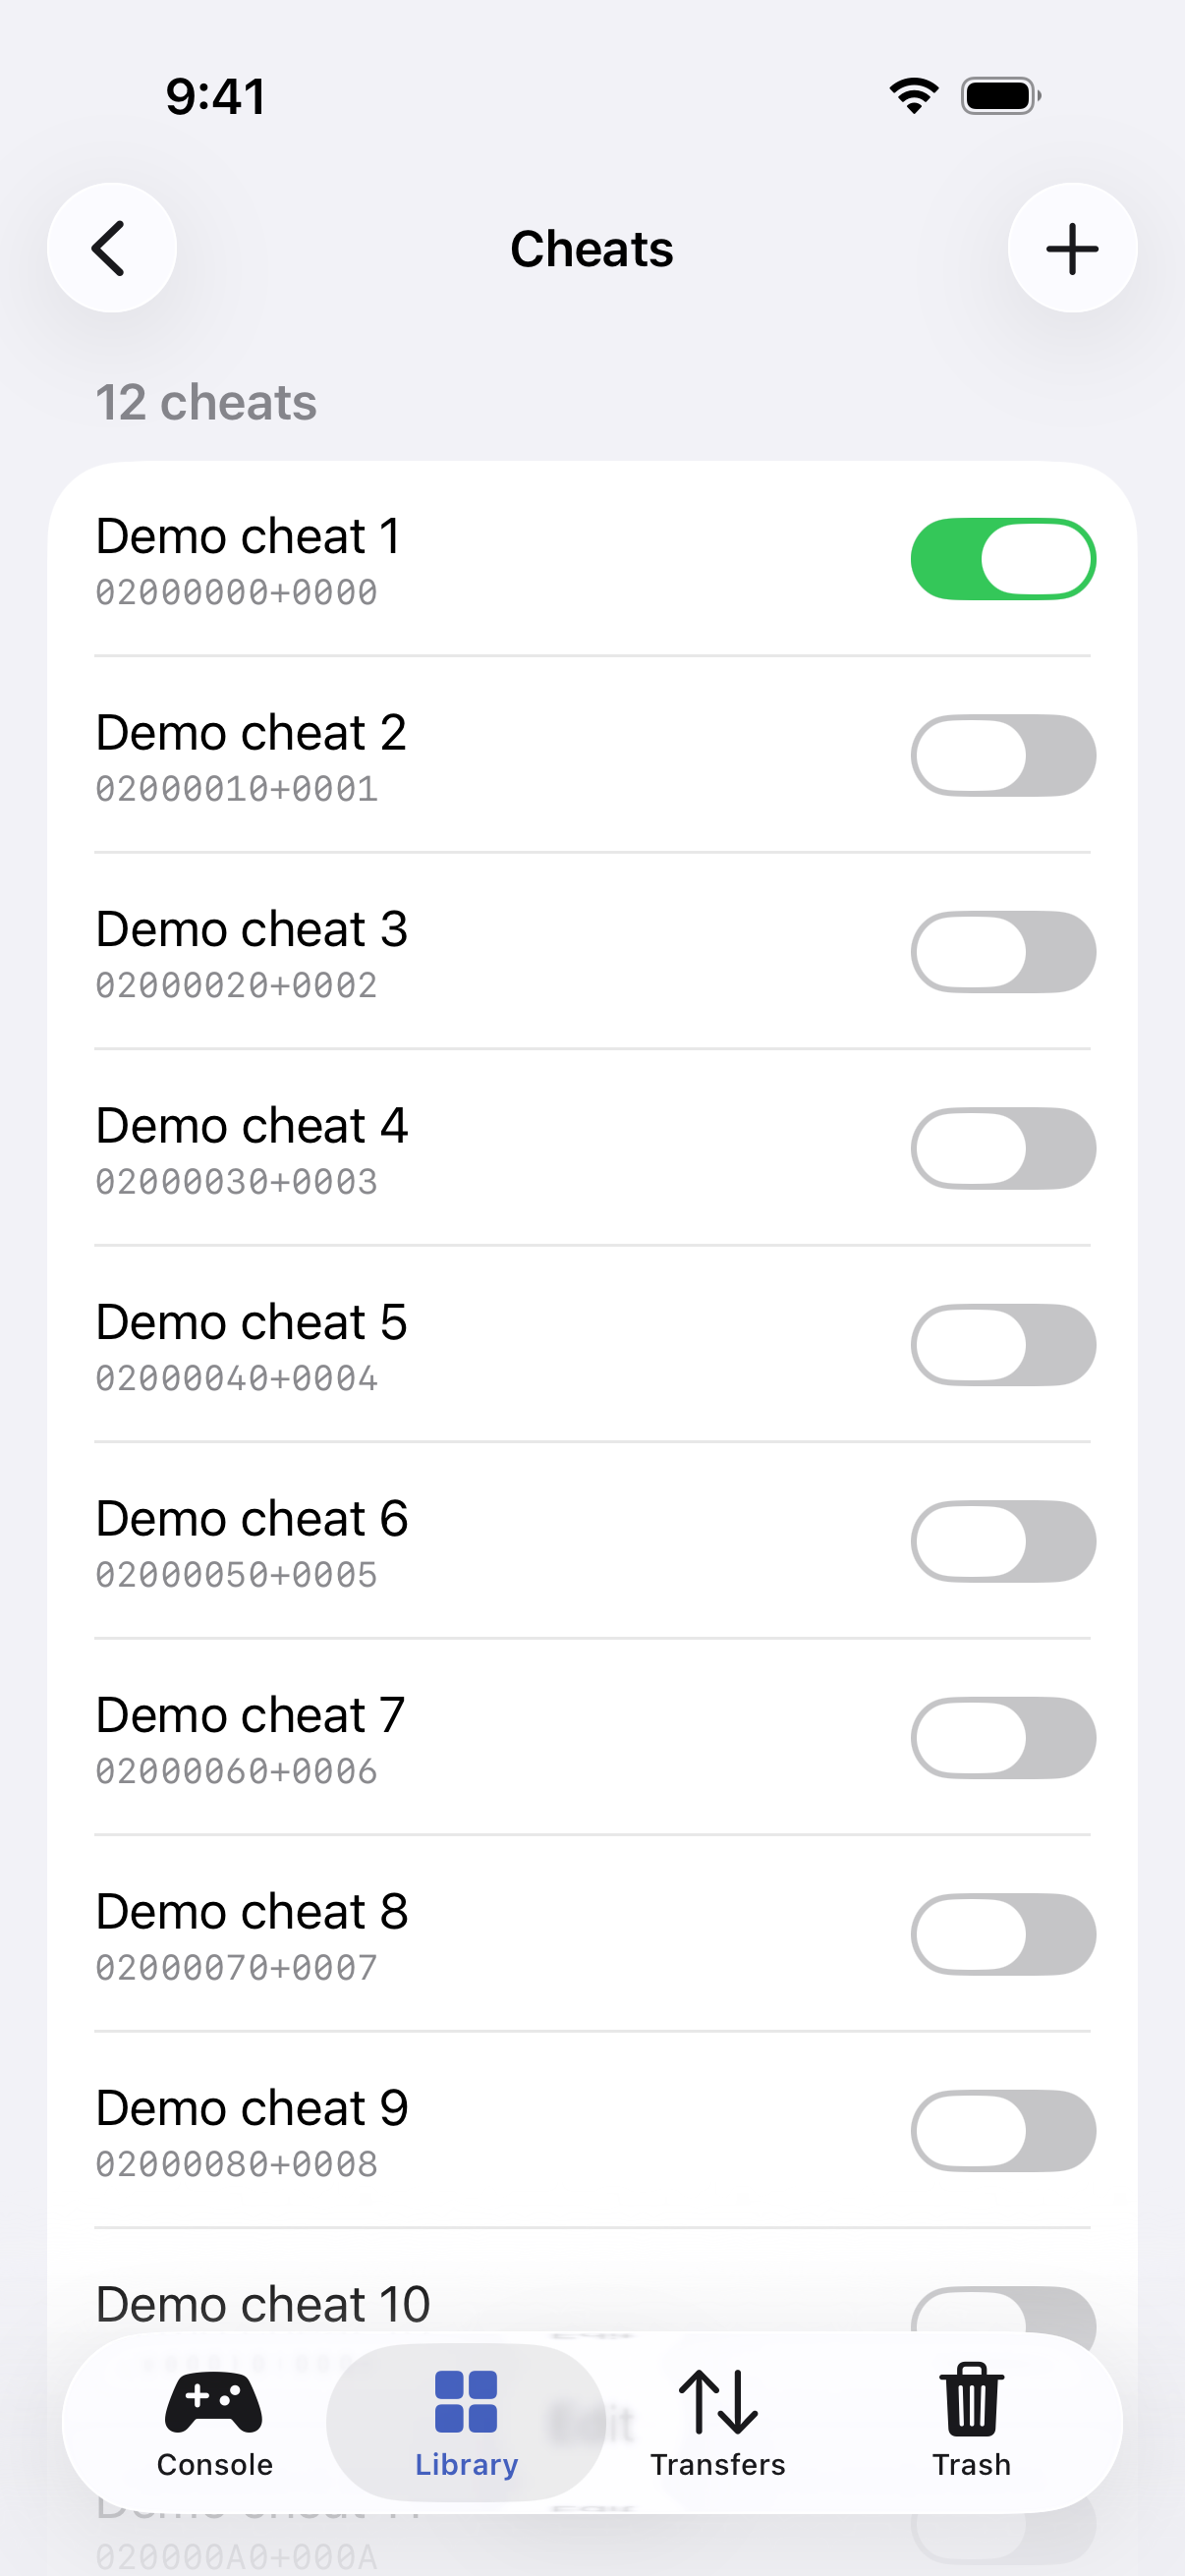 9:41
Cheats
12 cheats
Demo cheat 1
02000000+0000
Demo cheat 2
02000010+0001
Demo cheat 3
02000020+0002
Demo cheat 4
02000030+0003
Demo cheat 5
02000040+0004
Demo cheat 6
02000050+0005
Demo cheat 7
02000060+0006
Demo cheat 8
02000070+0007
Demo cheat 9
02000080+0008
Demo cheat 10
Edit
Console
Library
Transfers
Trash
020000A0+000A